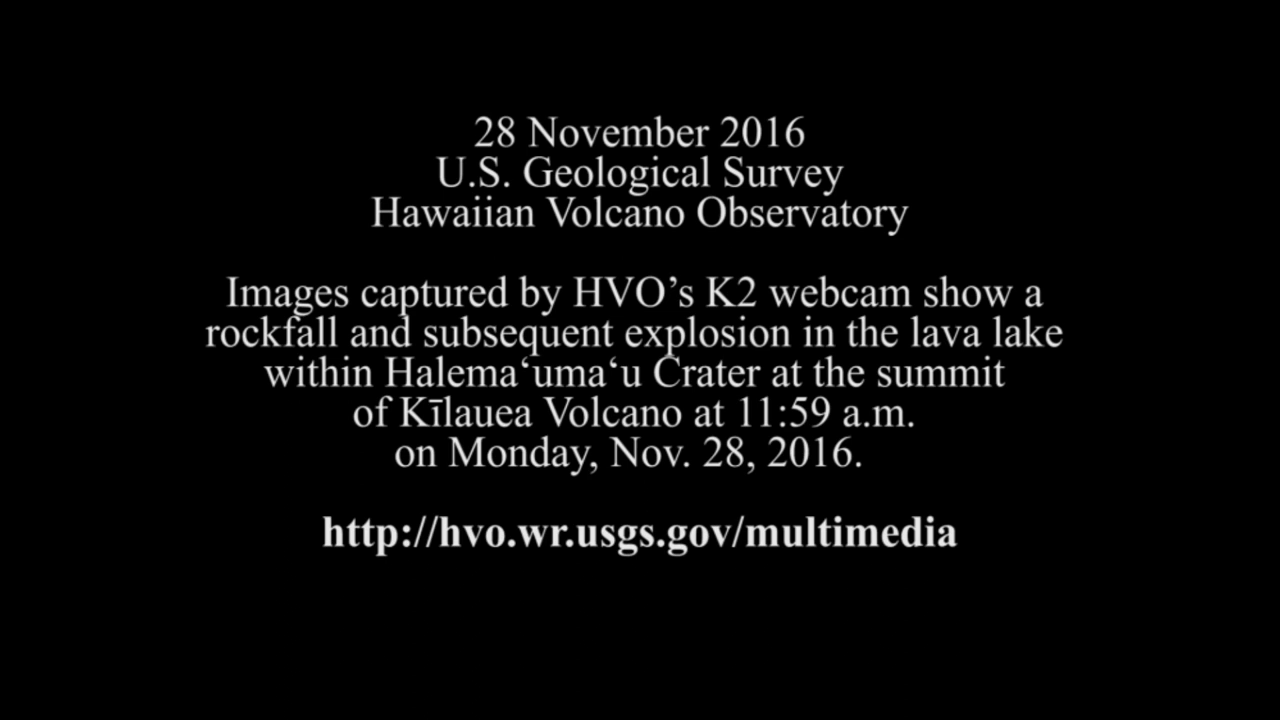 28 November 2016
U.S. Geological Survey
Hawaiian Volcano Observatory
Images captured by HVO’s K2 webcam show a
rockfall and subsequent explosion in the lava lake
within Halema‘uma‘u Crater at the summit
of Kīlauea Volcano at 11:59 a.m.
on Monday, Nov. 28, 2016.
http://hvo.wr.usgs.gov/multimedia